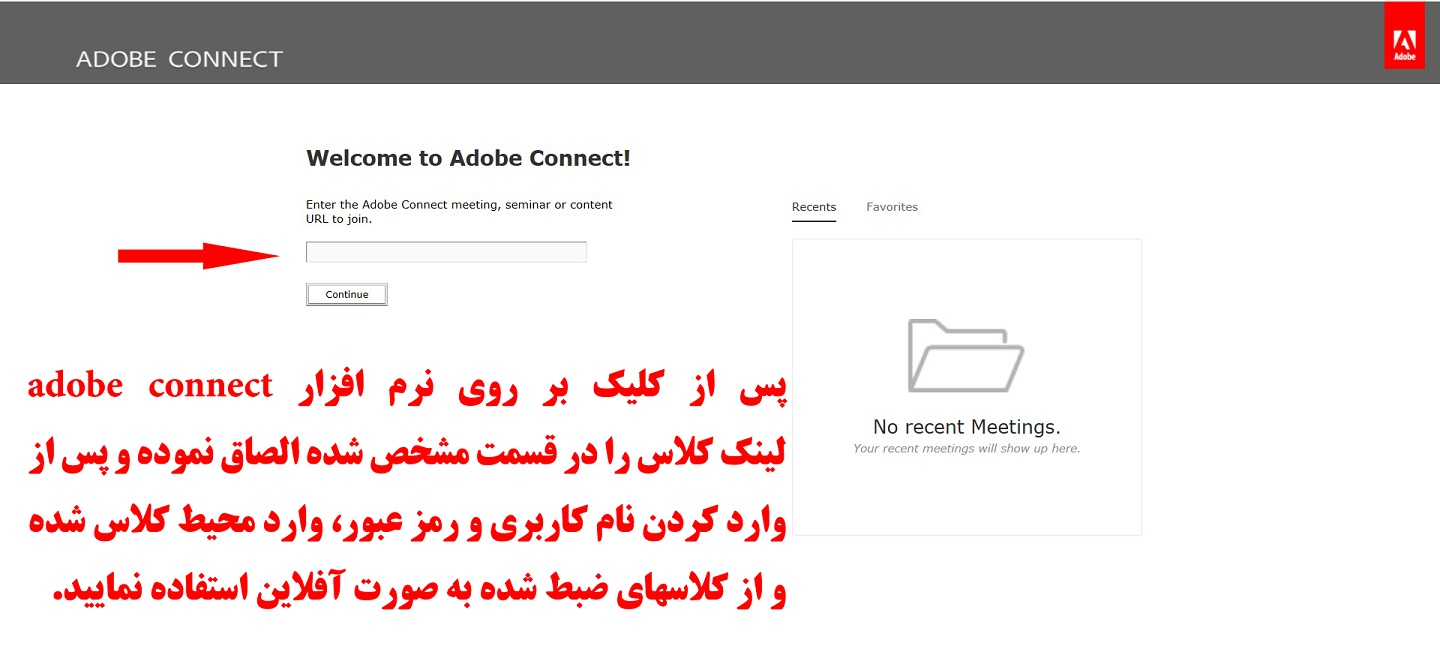 ADOBE CONNECT
Adobe
Welcome to Adobe Connect!
Enter the Adobe Connect meeting, seminar or content
URL to join.
Continue
Recents Favorites
No recent Meetings.
Your recent meetings will show up here.
پس از کلیک بر روی نرم افزار adobe connect
لینک کلاس را در قسمت مشخص شده الصاق نموده و پس از
وارد کردن نام کاربری و رمز عبور، وارد محیط کلاس شده
و از کلاسهای ضبط شده به صورت آفلاین استفاده نمایید.